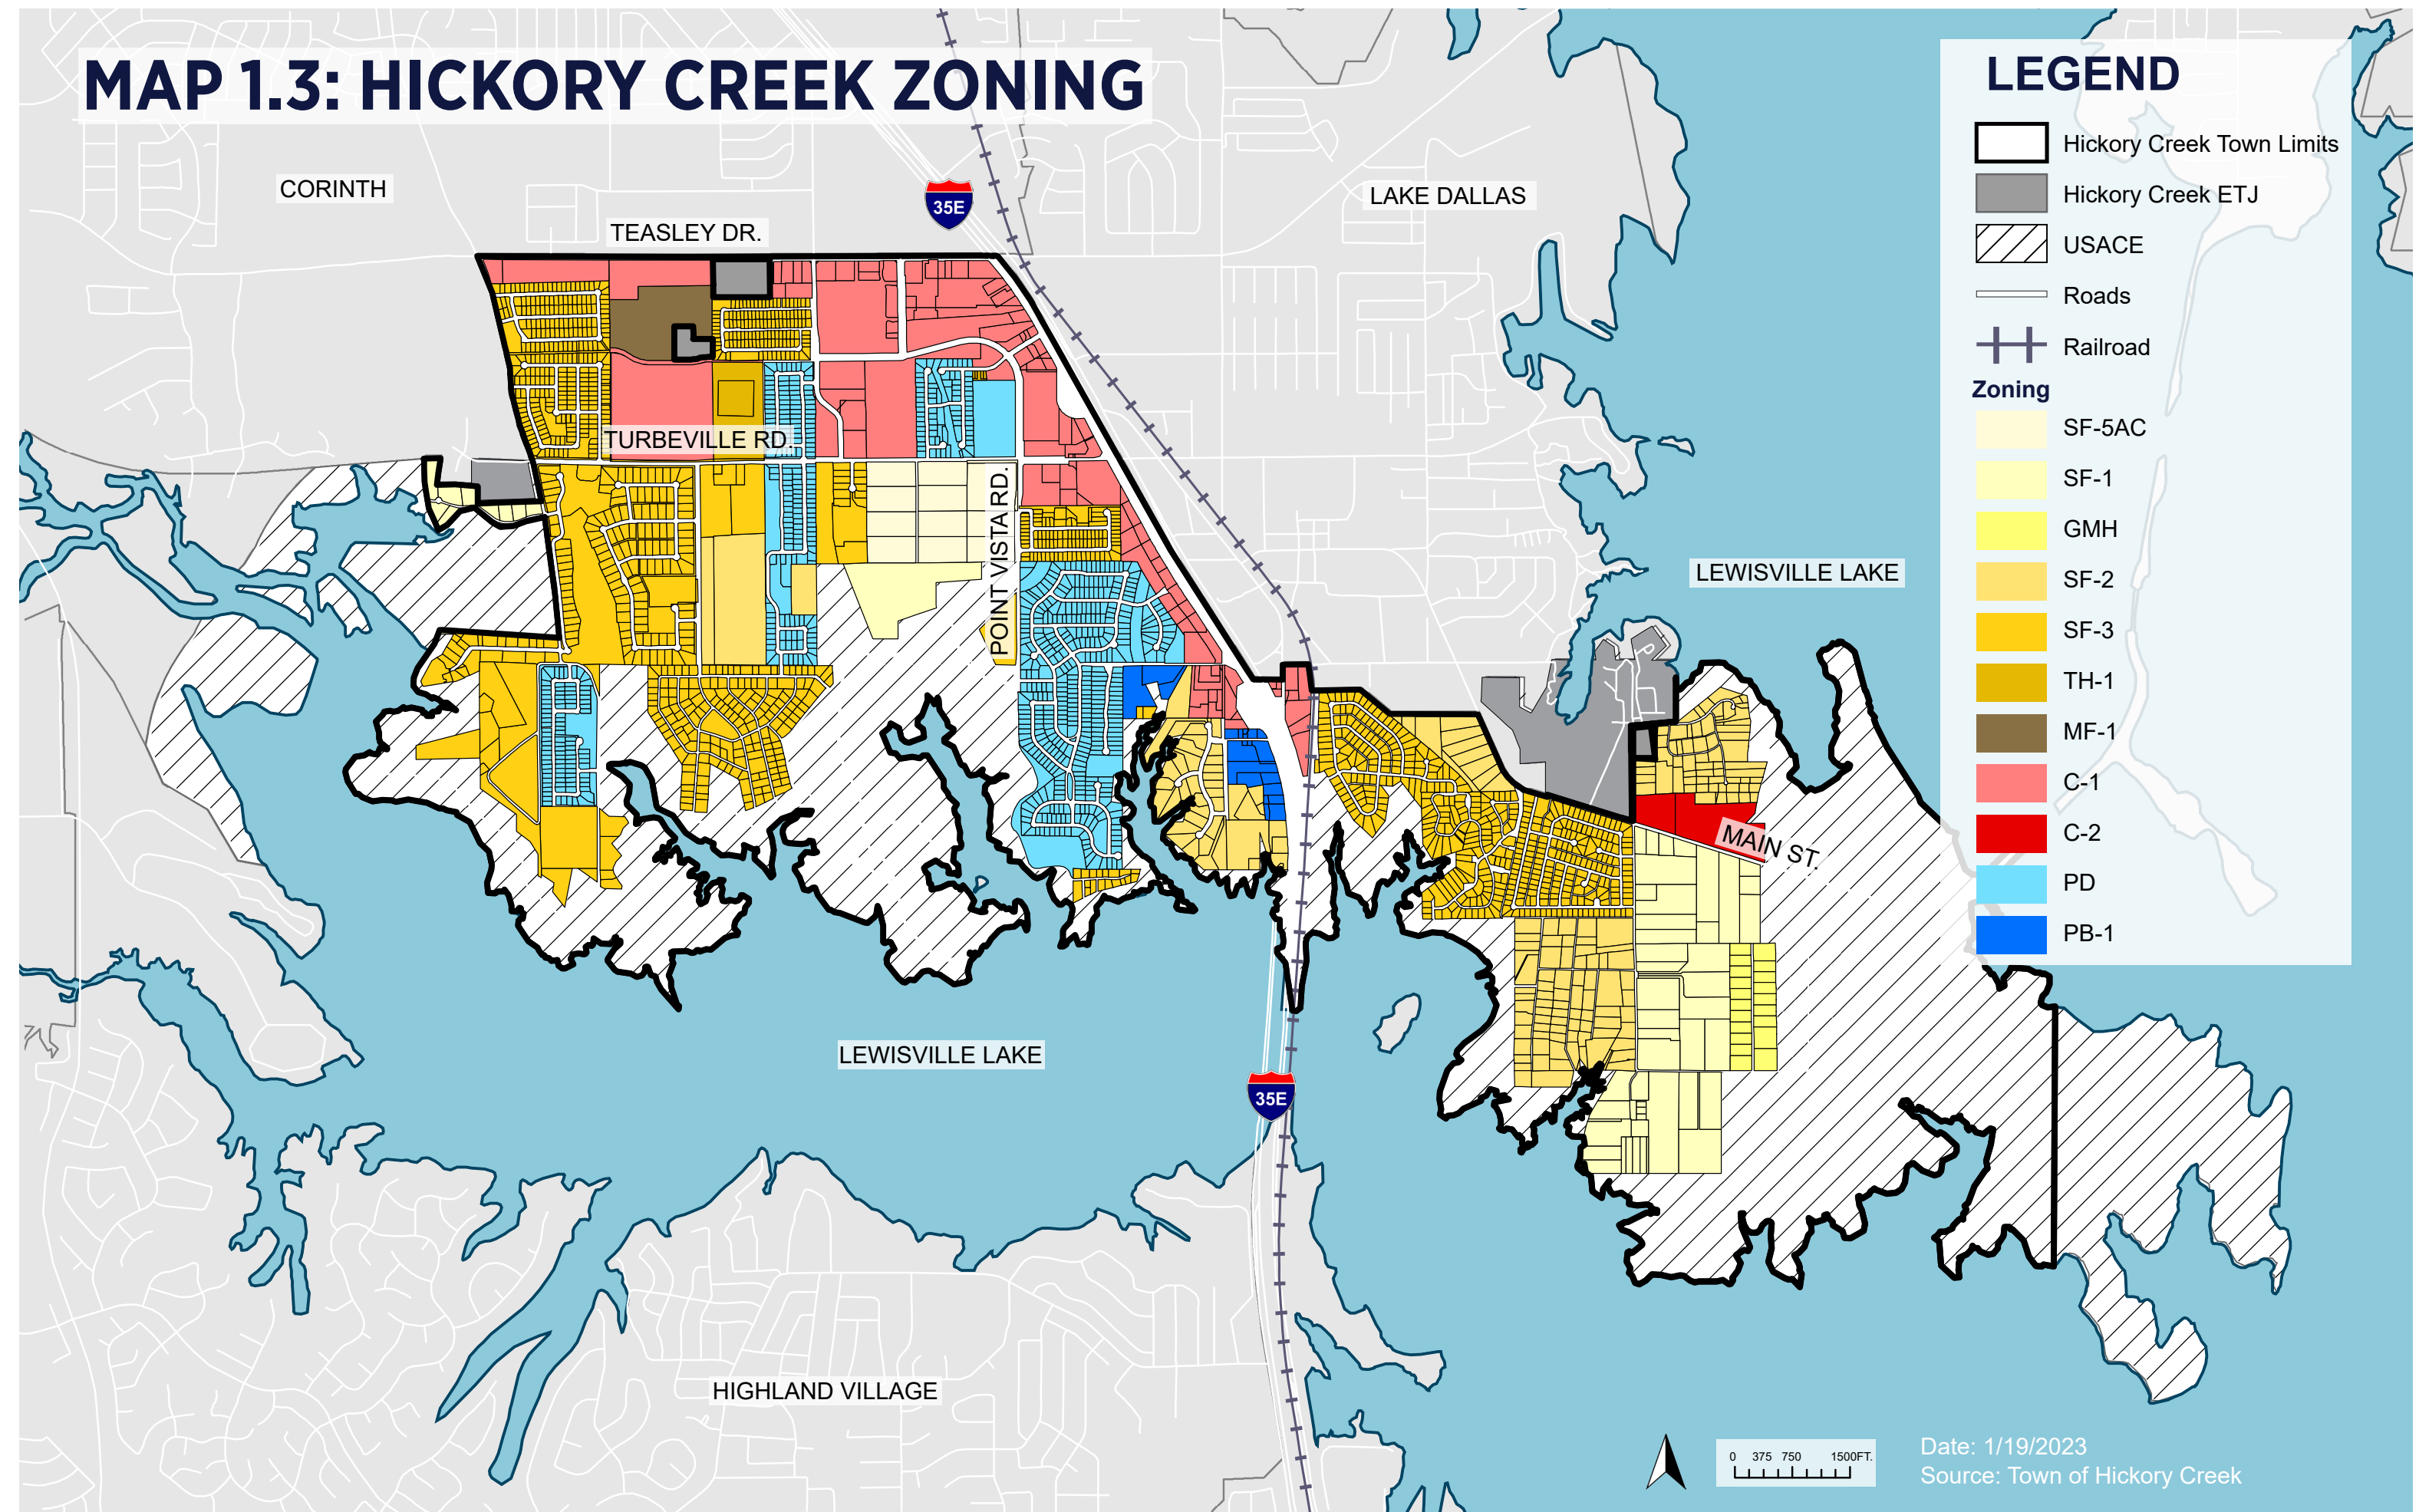 MAP 1.3: HICKORY CREEK ZONING
LEGEND
Hickory Creek Town Limits
Hickory Creek ETJ
USACE
Roads
Railroad
Zoning
SF-5AC
SF-1
GMH
SF-2
SF-3
TH-1
MF-1
C-1
C-2
PD
PB-1
CORINTH
35E
LAKE DALLAS
TEASLEY DR.
TURBEVILLE RD.
POINT VISTA RD.
LEWISVILLE LAKE
MAIN ST.
LEWISVILLE LAKE
35E
HIGHLAND VILLAGE
0 375 750 1500FT.
Date: 1/19/2023
Source: Town of Hickory Creek